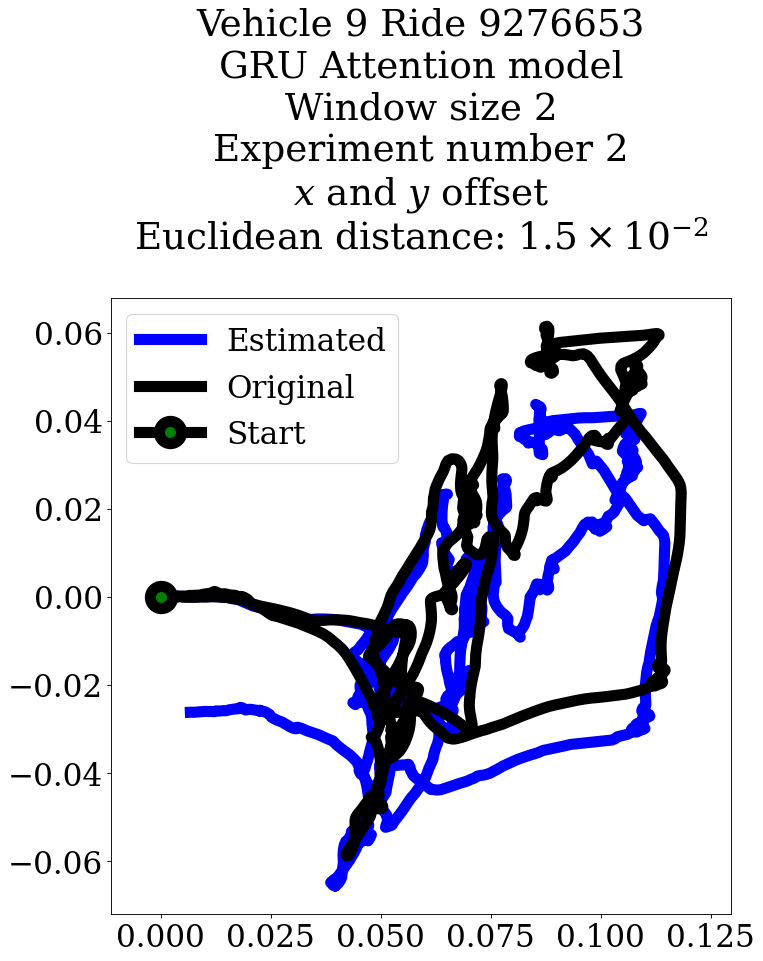 Vehicle 9 Ride 9276653
GRU Attention model
Window size 2
Experiment number 2
x and y offset
Euclidean distance: 1.5 × 10⁻²
Estimated
Original
Start
0.06
0.04
0.02
0.00
−0.02
−0.04
−0.06
0.000 0.025 0.050 0.075 0.100 0.125